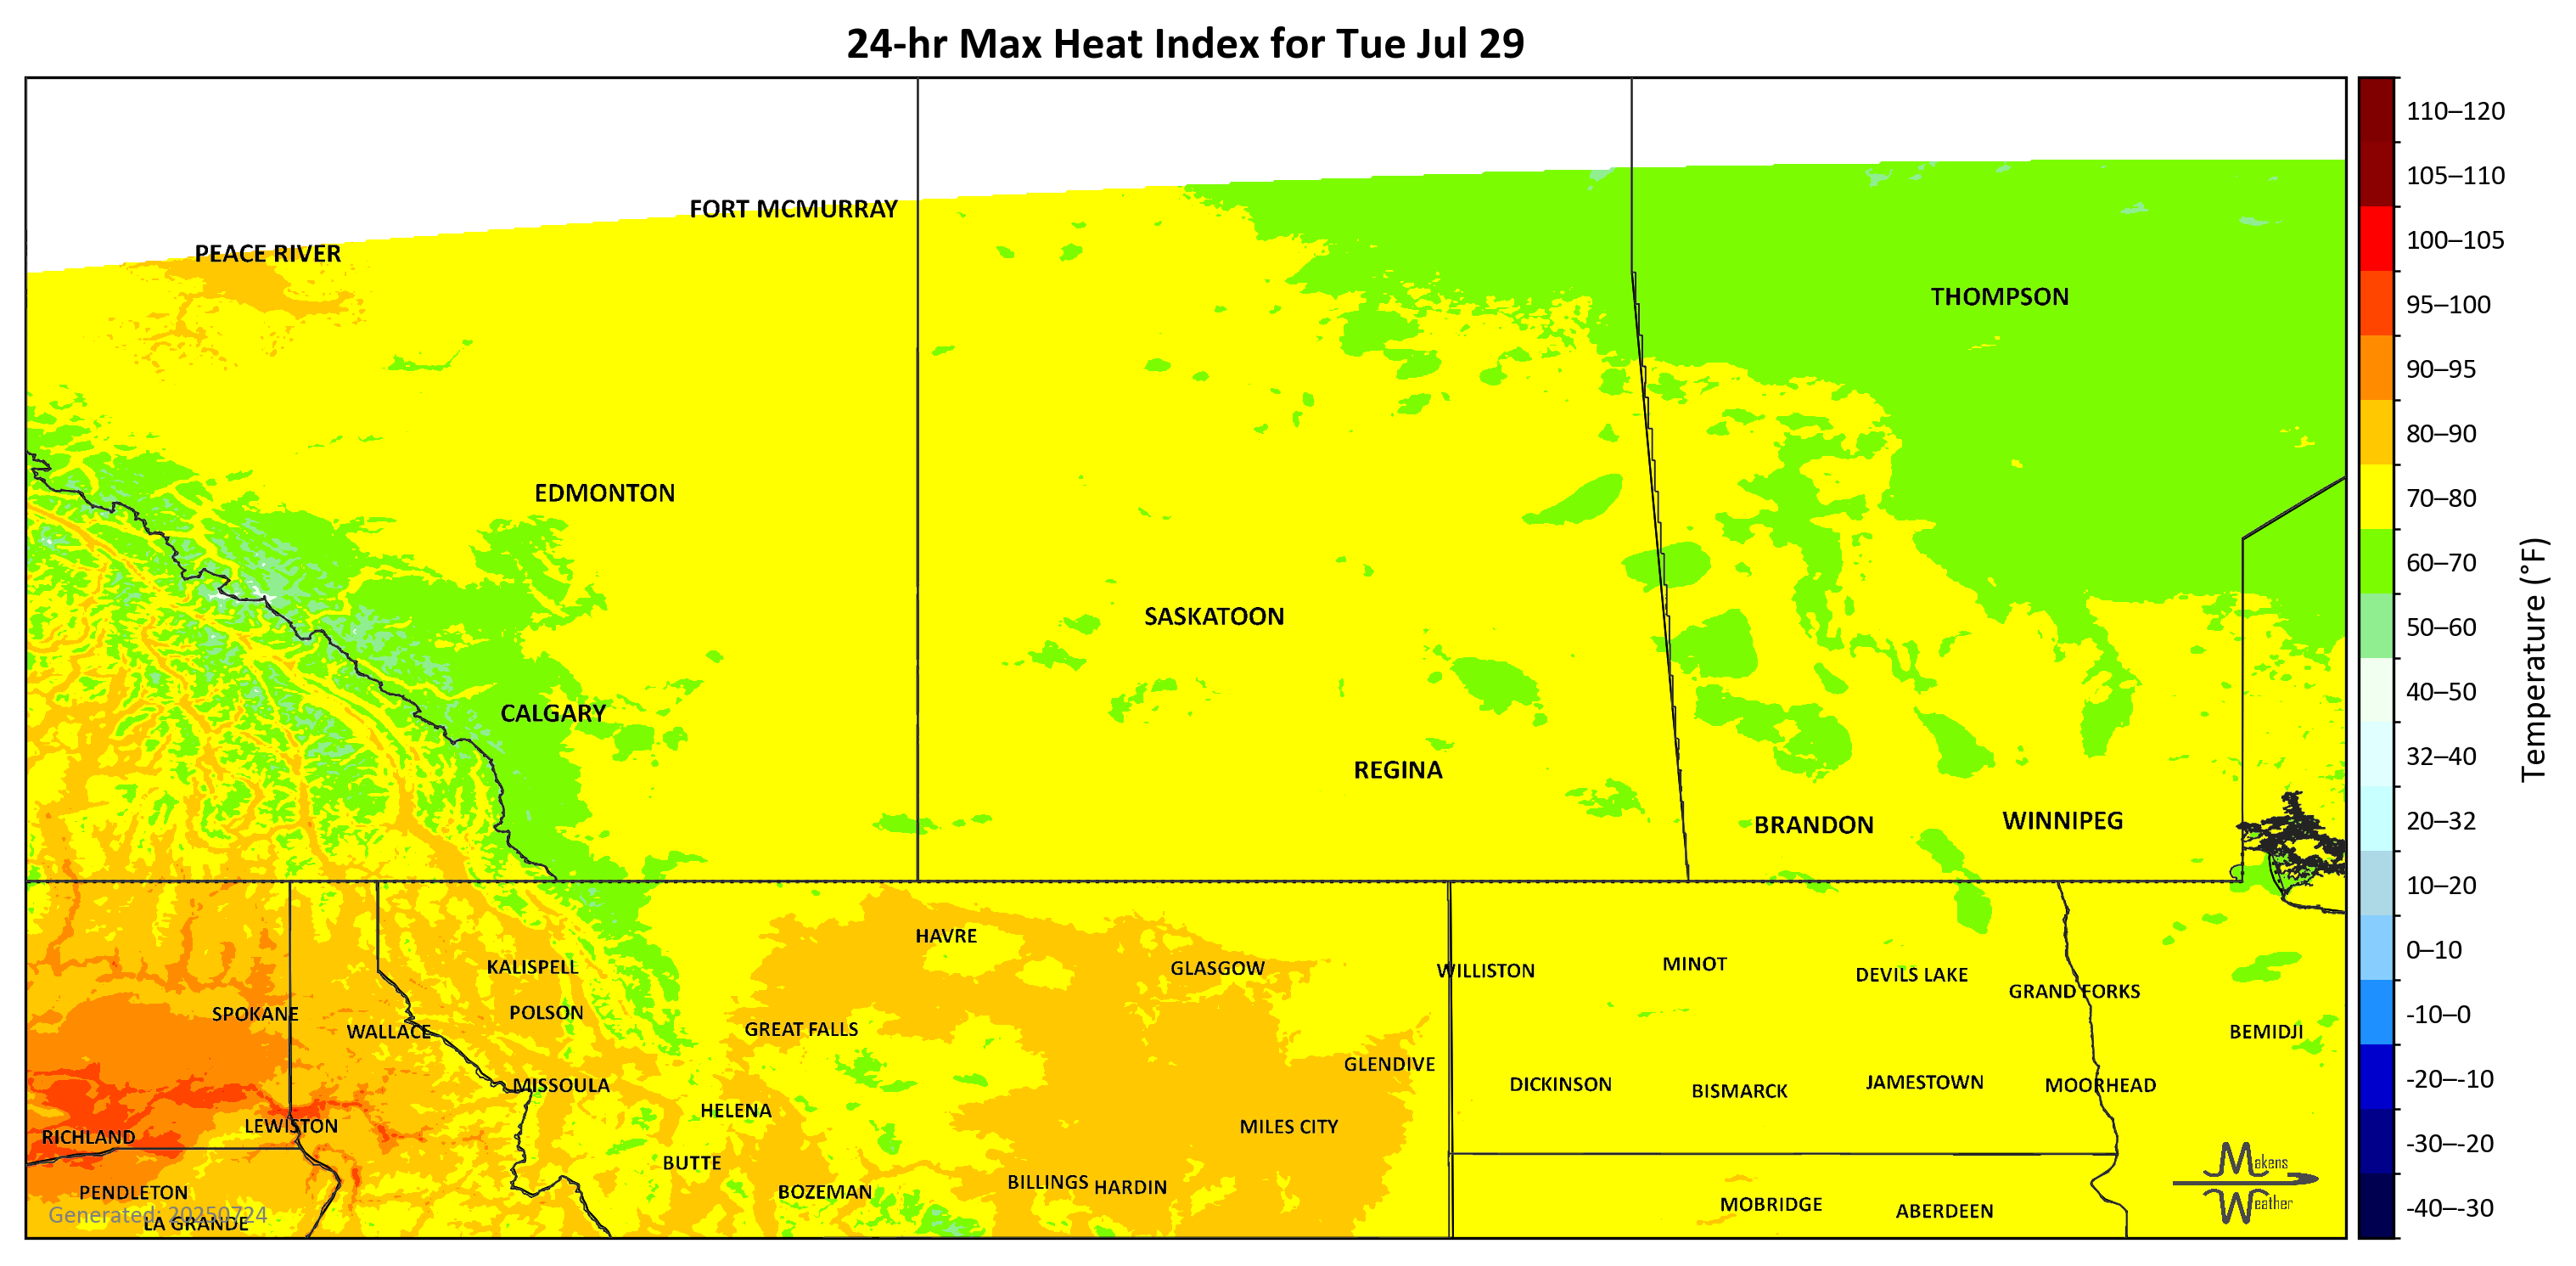 24-hr Max Heat Index for Tue Jul 29
FORT MCMURRAY
PEACE RIVER
THOMPSON
EDMONTON
SASKATOON
CALGARY
REGINA
BRANDON
WINNIPEG
HAVRE
KALISPELL
GLASGOW
WILLISTON
MINOT
DEVILS LAKE
GRAND FORKS
SPOKANE
POLSON
WALLACE
GREAT FALLS
BEMIDJI
GLENDIVE
MISSOULA
DICKINSON
BISMARCK
JAMESTOWN
MOORHEAD
HELENA
LEWISTON
MILES CITY
RICHLAND
BUTTE
BOZEMAN
BILLINGS
HARDIN
PENDLETON
MOBRIDGE
ABERDEEN
Generated: 20250724
LA GRANDE
Makens
Weather
110–120
105–110
100–105
95–100
90–95
80–90
70–80
60–70
50–60
40–50
32–40
20–32
10–20
0–10
-10–0
-20–-10
-30–-20
-40–-30
Temperature (°F)